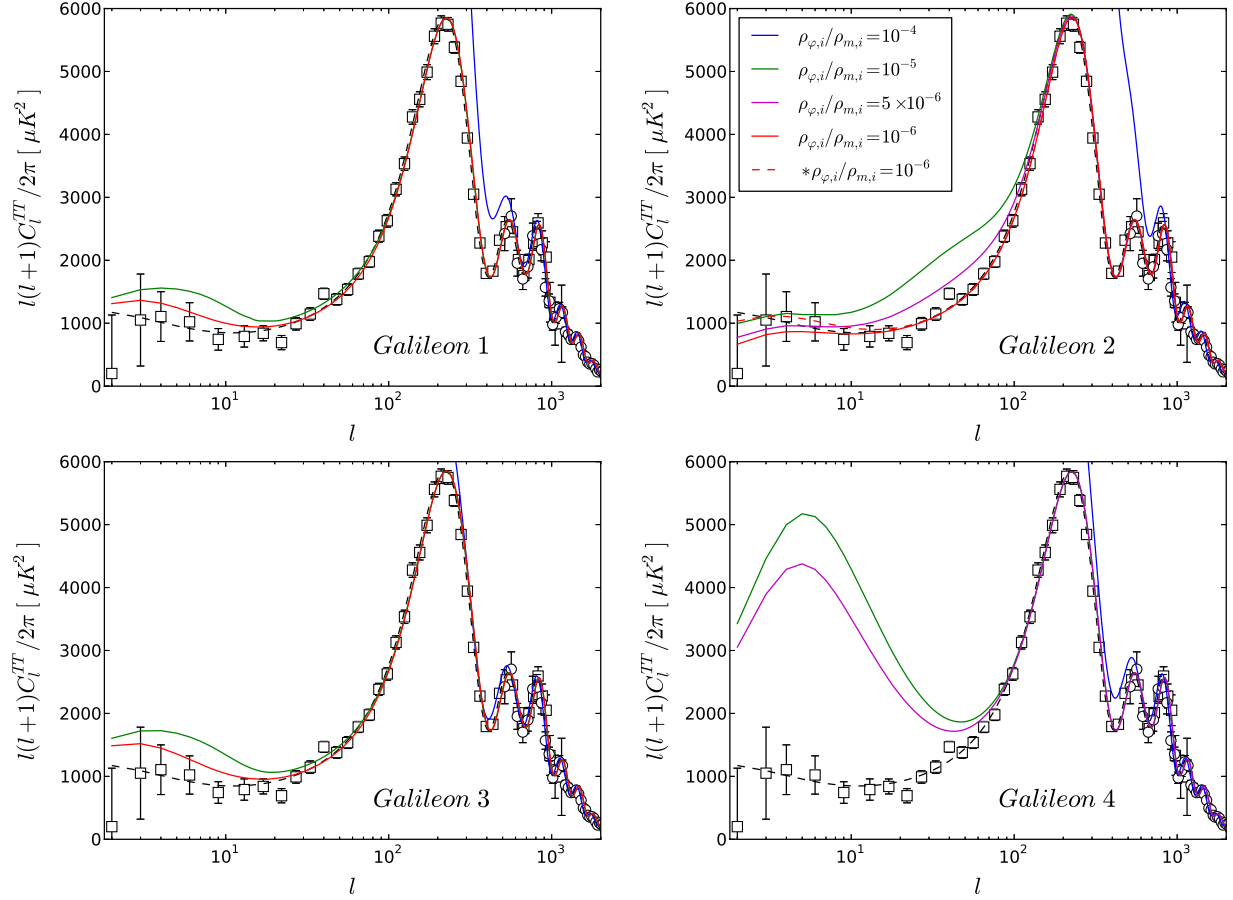 6000
5000
4000
3000
2000
1000
0
l(l+1)C_l^{TT}/2π [ μK² ]
10¹ 10² 10³
l
Galileon 1
6000
5000
4000
3000
2000
1000
0
l(l+1)C_l^{TT}/2π [ μK² ]
10¹ 10² 10³
l
ρ_{φ,i}/ρ_{m,i}=10⁻⁴
ρ_{φ,i}/ρ_{m,i}=10⁻⁵
ρ_{φ,i}/ρ_{m,i}=5×10⁻⁶
ρ_{φ,i}/ρ_{m,i}=10⁻⁶
*ρ_{φ,i}/ρ_{m,i}=10⁻⁶
Galileon 2
6000
5000
4000
3000
2000
1000
0
l(l+1)C_l^{TT}/2π [ μK² ]
10¹ 10² 10³
l
Galileon 3
6000
5000
4000
3000
2000
1000
0
l(l+1)C_l^{TT}/2π [ μK² ]
10¹ 10² 10³
l
Galileon 4